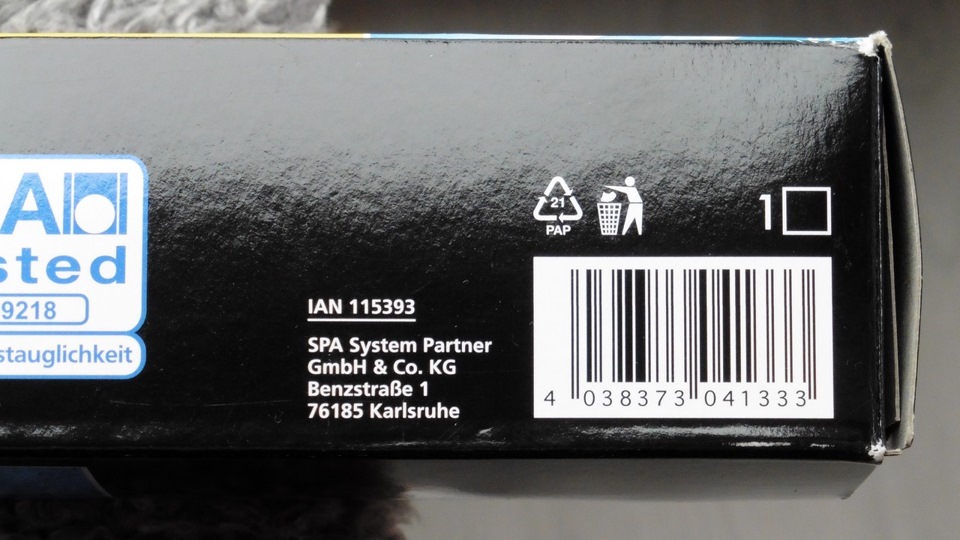 A
sted
9218
stauglichkeit
21
PAP
1
IAN 115393
SPA System Partner
GmbH & Co. KG
Benzstraße 1
76185 Karlsruhe
4 038373 041333